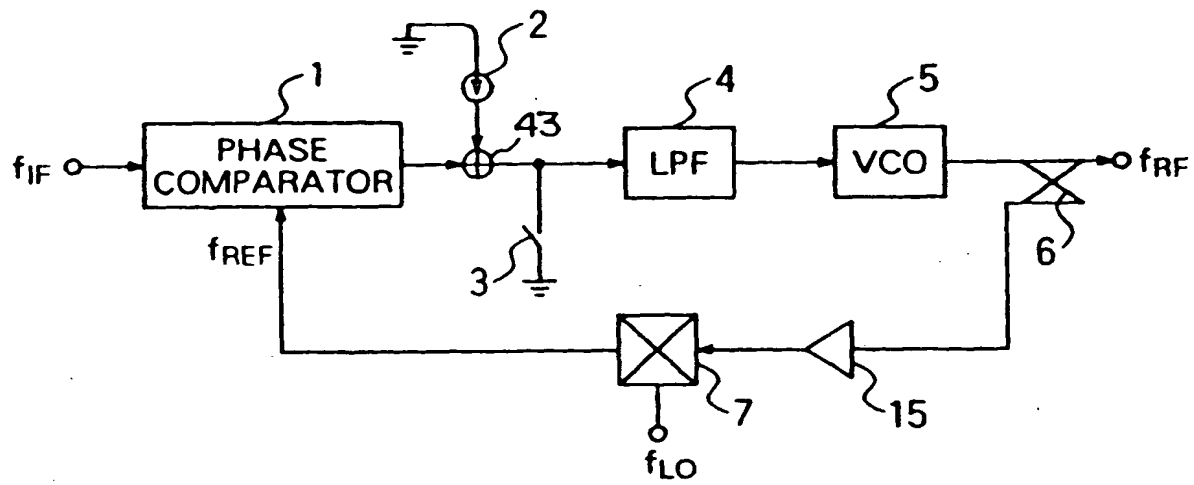 2
1
43
4
5
PHASE
COMPARATOR
LPF
VCO
fIF
fRF
fREF
3
6
7
15
fLO